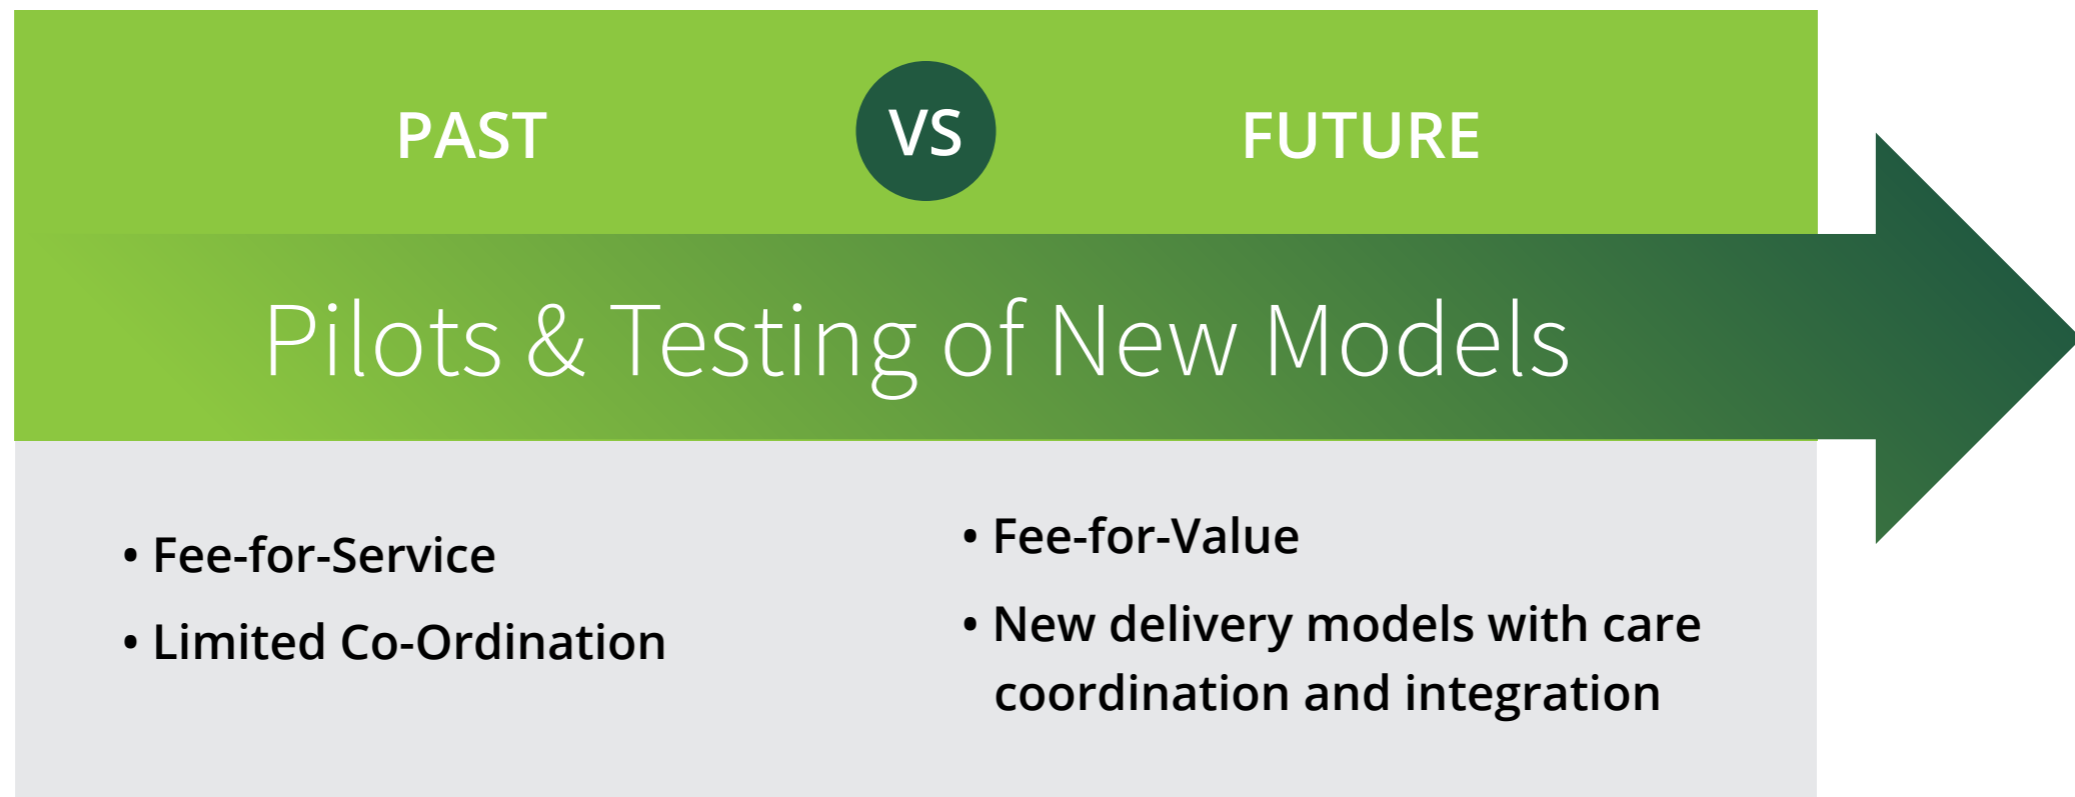 PAST
VS
FUTURE
Pilots & Testing of New Models
• Fee-for-Service
• Limited Co-Ordination
• Fee-for-Value
• New delivery models with care
coordination and integration